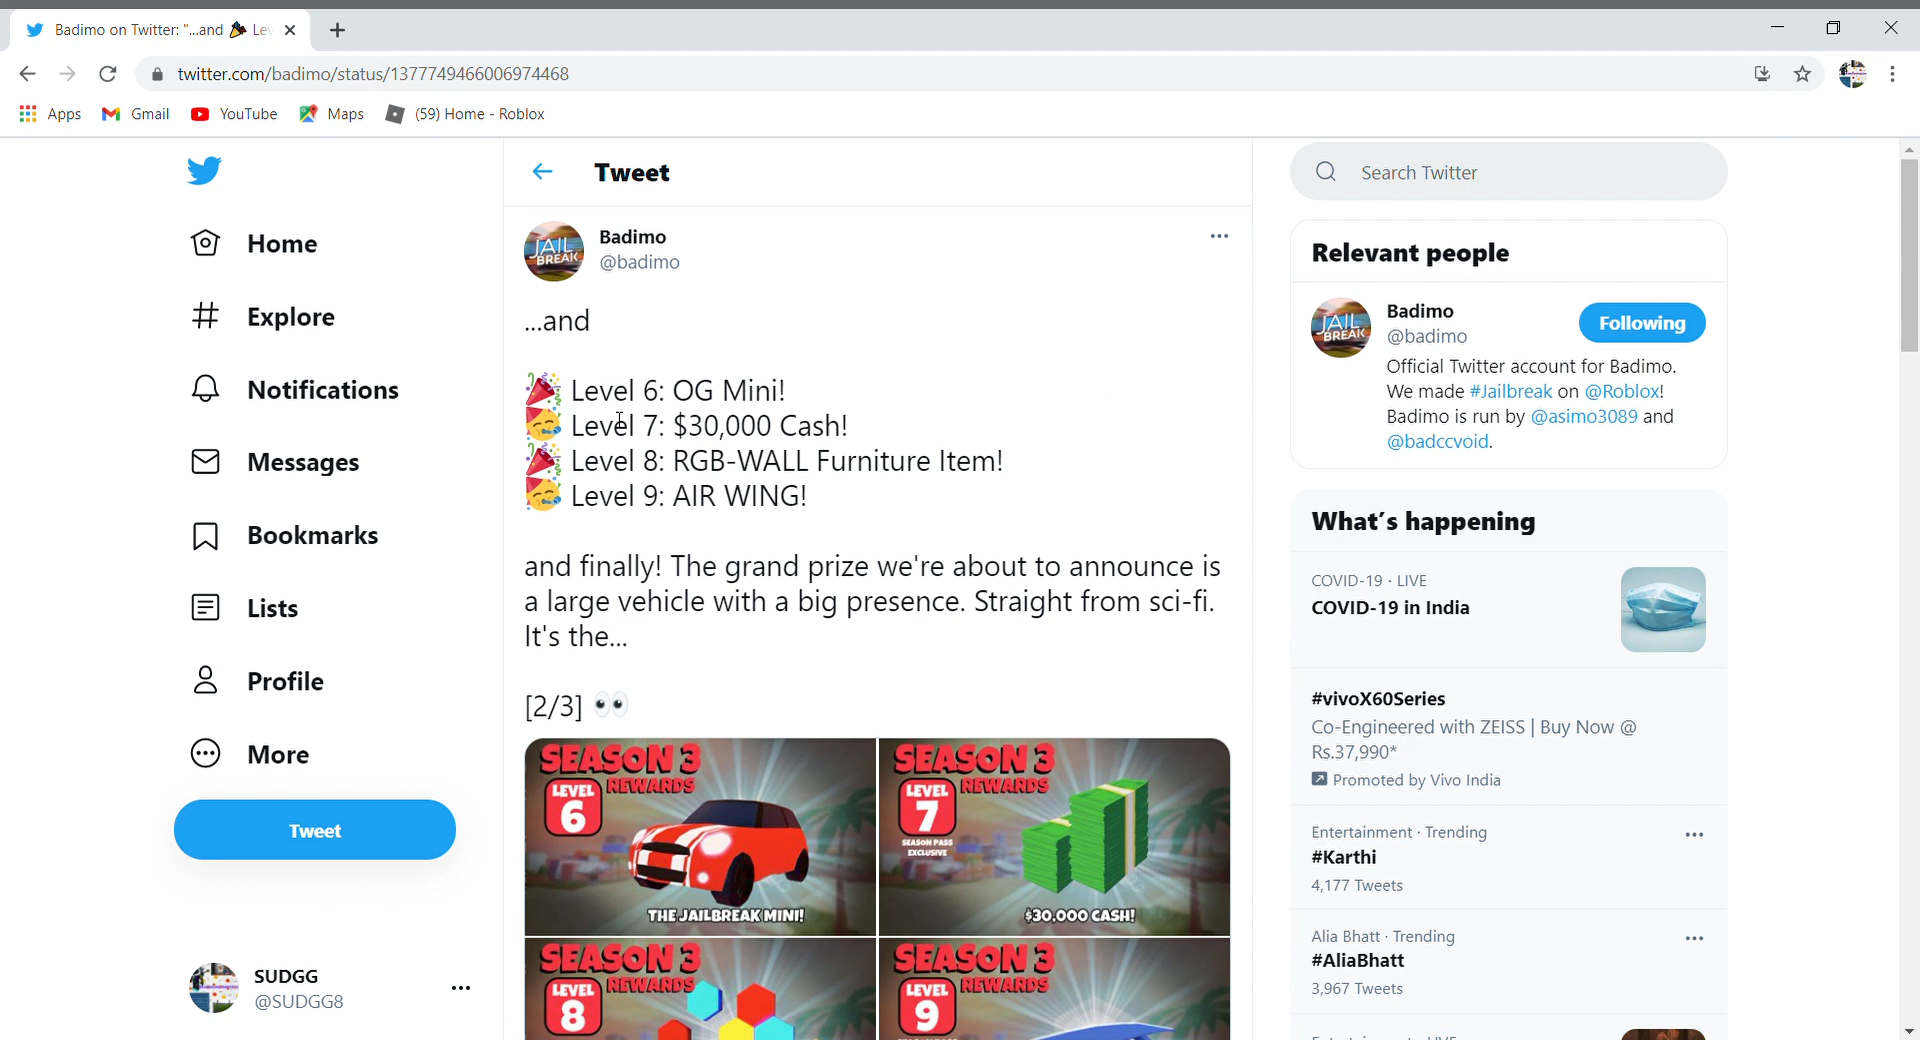 Badimo on Twitter: "...and 🎉 Lev
twitter.com/badimo/status/1377749466006974468
Apps
Gmail
YouTube
Maps
(59) Home - Roblox
Home
Explore
Notifications
Messages
Bookmarks
Lists
Profile
More
Tweet
SUDGG
@SUDGG8
Tweet
JAIL
BREAK
Badimo
@badimo
...and
🎉 Level 6: OG Mini!
🥳 Level 7: $30,000 Cash!
🎉 Level 8: RGB-WALL Furniture Item!
🥳 Level 9: AIR WING!
and finally! The grand prize we're about to announce is
a large vehicle with a big presence. Straight from sci-fi.
It's the...
[2/3] 👀
SEASON 3
REWARDS
LEVEL
6
THE JAILBREAK MINI!
SEASON 3
REWARDS
LEVEL
7
SEASON PASS
EXCLUSIVE
$30,000 CASH!
SEASON 3
REWARDS
LEVEL
8
SEASON 3
REWARDS
LEVEL
9
Search Twitter
Relevant people
JAIL
BREAK
Badimo
@badimo
Following
Official Twitter account for Badimo.
We made #Jailbreak on @Roblox!
Badimo is run by @asimo3089 and
@badccvoid.
What's happening
COVID-19 · LIVE
COVID-19 in India
#vivoX60Series
Co-Engineered with ZEISS | Buy Now @
Rs.37,990*
Promoted by Vivo India
Entertainment · Trending
#Karthi
4,177 Tweets
Alia Bhatt · Trending
#AliaBhatt
3,967 Tweets